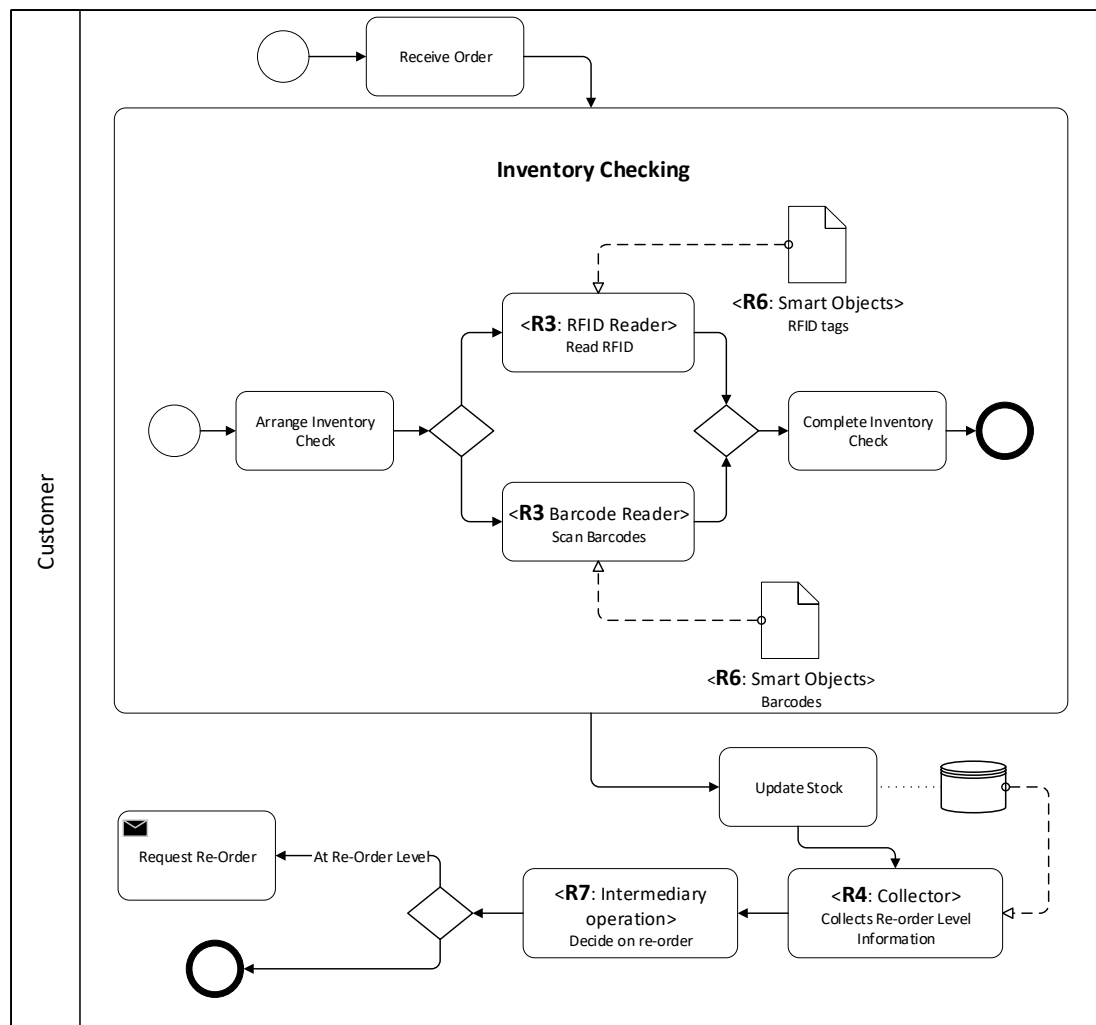 Customer
Receive Order
Inventory Checking
<R6: Smart Objects>
RFID tags
<R3: RFID Reader>
Read RFID
Arrange Inventory
Check
Complete Inventory
Check
<R3 Barcode Reader>
Scan Barcodes
<R6: Smart Objects>
Barcodes
Update Stock
Request Re-Order
At Re-Order Level
<R7: Intermediary
operation>
Decide on re-order
<R4: Collector>
Collects Re-order Level
Information